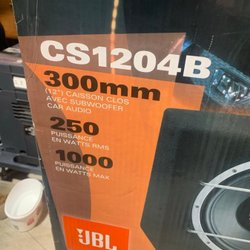 CS1204B
300mm
(12") CAISSON CLOS
AVEC SUBWOOFER
CAR AUDIO
250
PUISSANCE
EN WATTS RMS
1000
PUISSANCE
EN WATTS MAX
JBL